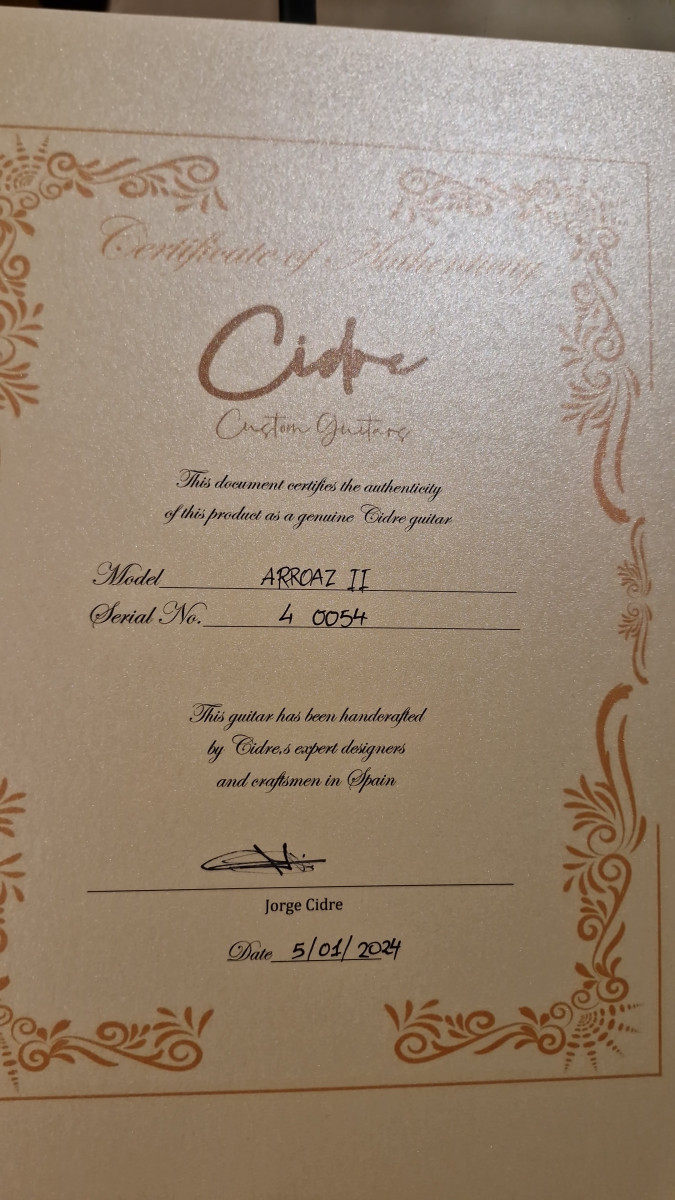 Certificate of Authenticity
Cidre
Custom Guitars
This document certifies the authenticity
of this product as a genuine Cidre guitar
Model ARROAZ II
Serial No. 4 0054
This guitar has been handcrafted
by Cidre,s expert designers
and craftsmen in Spain
Jorge Cidre
Date 5/01/2024